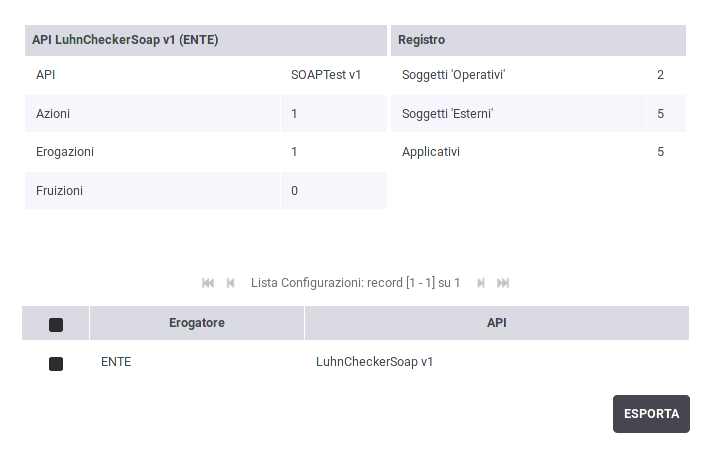 API LuhnCheckerSoap v1 (ENTE)
API SOAPTest v1
Azioni 1
Erogazioni 1
Fruizioni 0
Registro
Soggetti 'Operativi' 2
Soggetti 'Esterni' 5
Applicativi 5
Lista Configurazioni: record [1 - 1] su 1
Erogatore API
ENTE LuhnCheckerSoap v1
ESPORTA